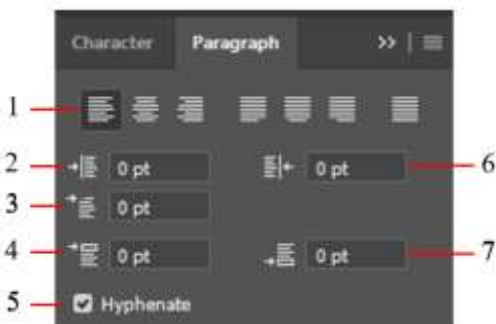 Character Paragraph >>
1
2 0 pt 0 pt 6
3 0 pt
4 0 pt 0 pt 7
5 Hyphenate